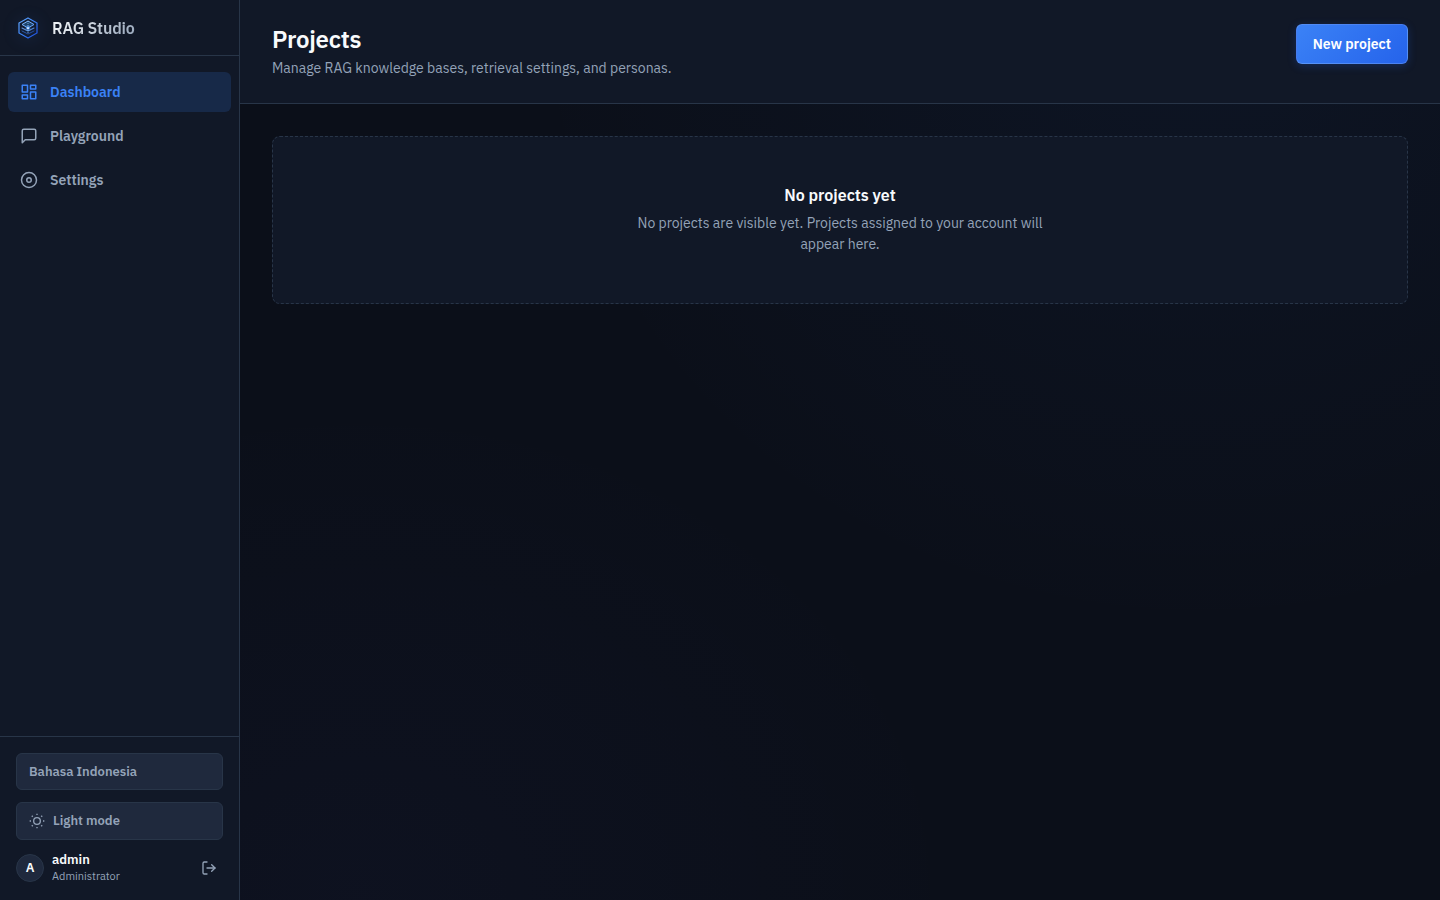 RAG Studio
Dashboard
Playground
Settings
Projects
Manage RAG knowledge bases, retrieval settings, and personas.
New project
No projects yet
No projects are visible yet. Projects assigned to your account will
appear here.
Bahasa Indonesia
Light mode
A
admin
Administrator